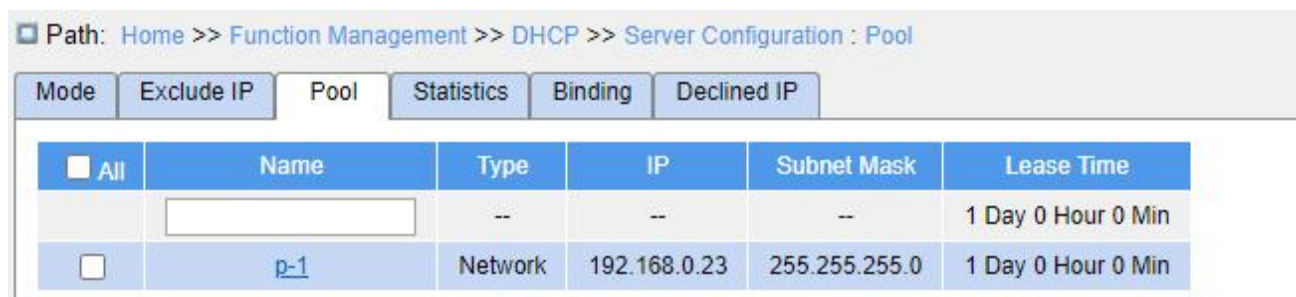 Path: Home >> Function Management >> DHCP >> Server Configuration : Pool
Mode Exclude IP Pool Statistics Binding Declined IP
All Name Type IP Subnet Mask Lease Time
-- -- -- 1 Day 0 Hour 0 Min
p-1 Network 192.168.0.23 255.255.255.0 1 Day 0 Hour 0 Min